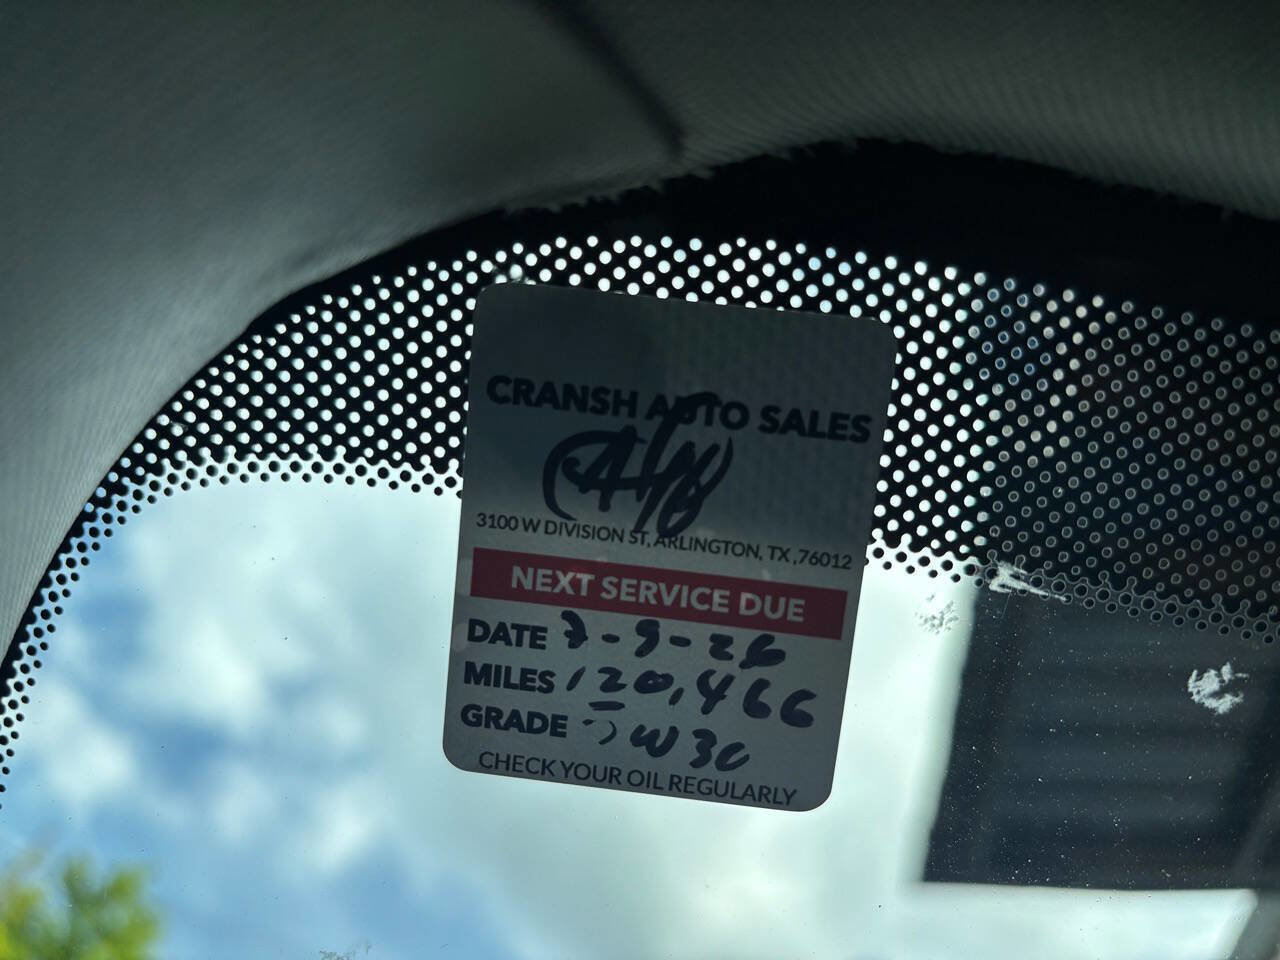 CRANSH AUTO SALES
3100 W DIVISION ST, ARLINGTON, TX ,76012
NEXT SERVICE DUE
DATE 7-9-26
MILES 120,466
GRADE 5W30
CHECK YOUR OIL REGULARLY